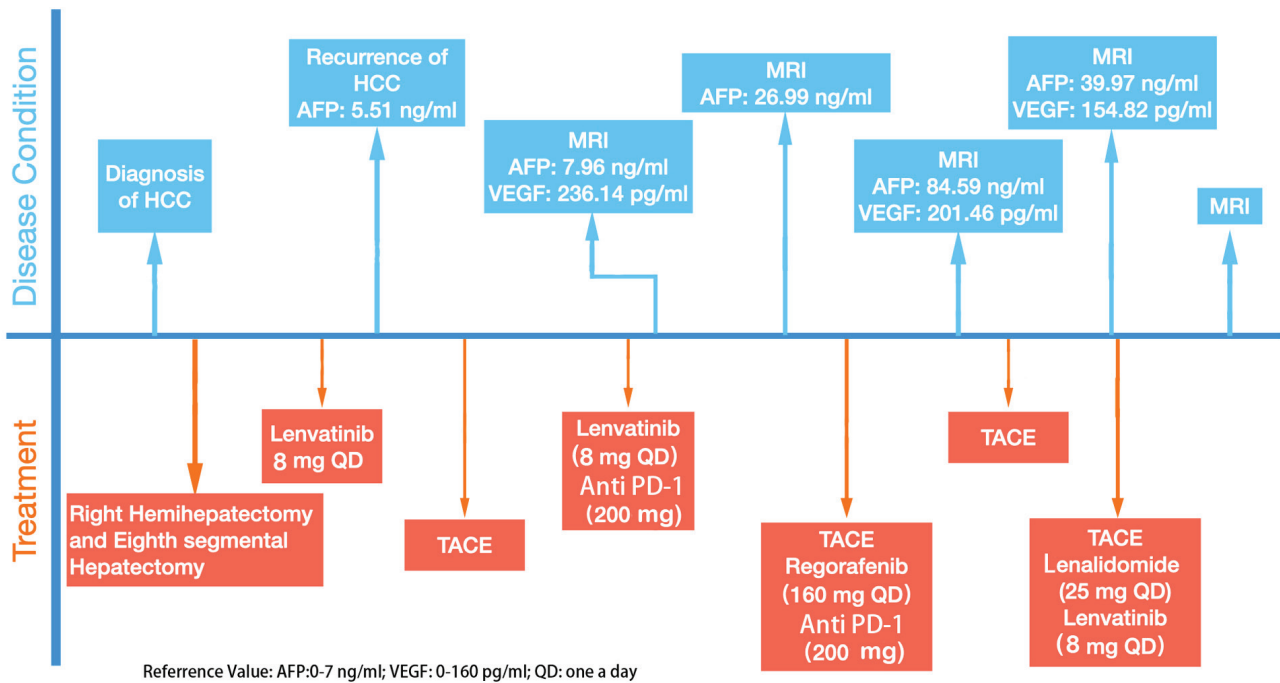 Disease Condition
Diagnosis
of HCC
Recurrence of
HCC
AFP: 5.51 ng/ml
MRI
AFP: 7.96 ng/ml
VEGF: 236.14 pg/ml
MRI
AFP: 26.99 ng/ml
MRI
AFP: 84.59 ng/ml
VEGF: 201.46 pg/ml
MRI
AFP: 39.97 ng/ml
VEGF: 154.82 pg/ml
MRI
Treatment
Right Hemihepatectomy
and Eighth segmental
Hepatectomy
Lenvatinib
8 mg QD
TACE
Lenvatinib
(8 mg QD)
Anti PD-1
(200 mg)
TACE
Regorafenib
(160 mg QD)
Anti PD-1
(200 mg)
TACE
TACE
Lenalidomide
(25 mg QD)
Lenvatinib
(8 mg QD)
Referrence Value: AFP:0-7 ng/ml; VEGF: 0-160 pg/ml; QD: one a day